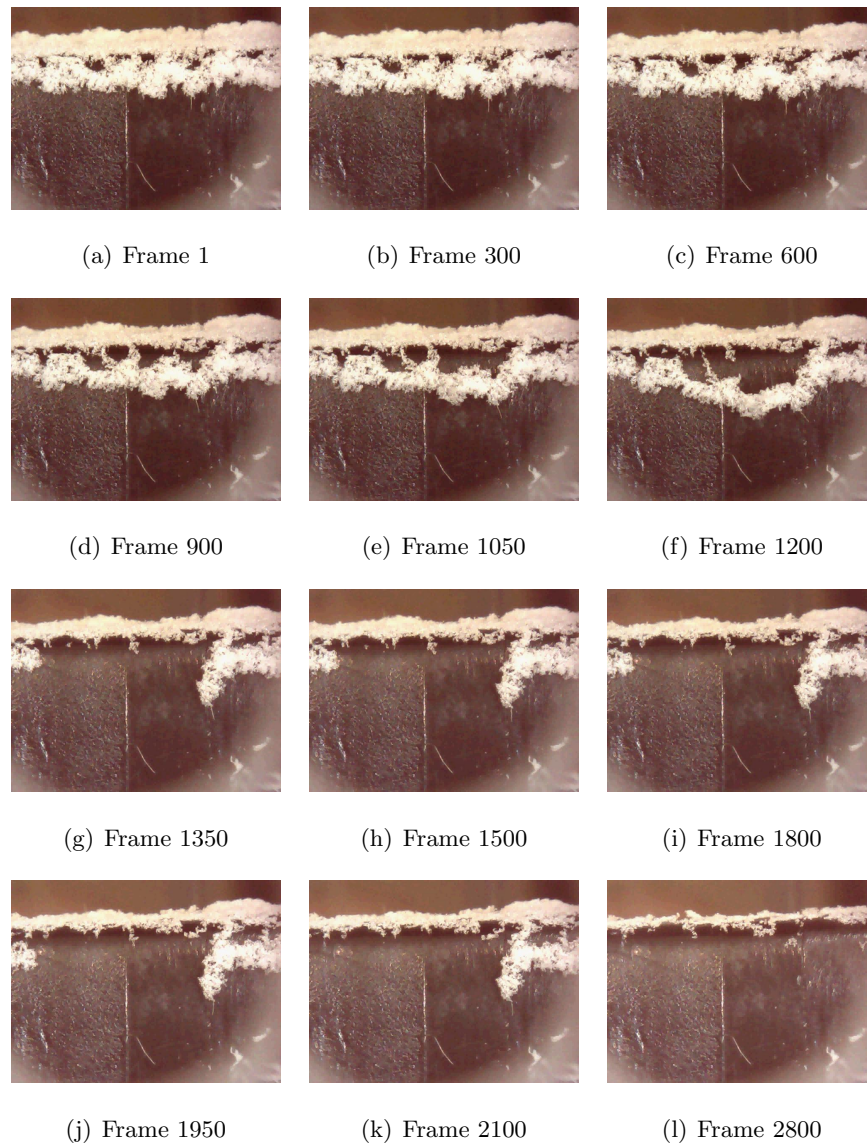 (a) Frame 1
(b) Frame 300
(c) Frame 600
(d) Frame 900
(e) Frame 1050
(f) Frame 1200
(g) Frame 1350
(h) Frame 1500
(i) Frame 1800
(j) Frame 1950
(k) Frame 2100
(l) Frame 2800